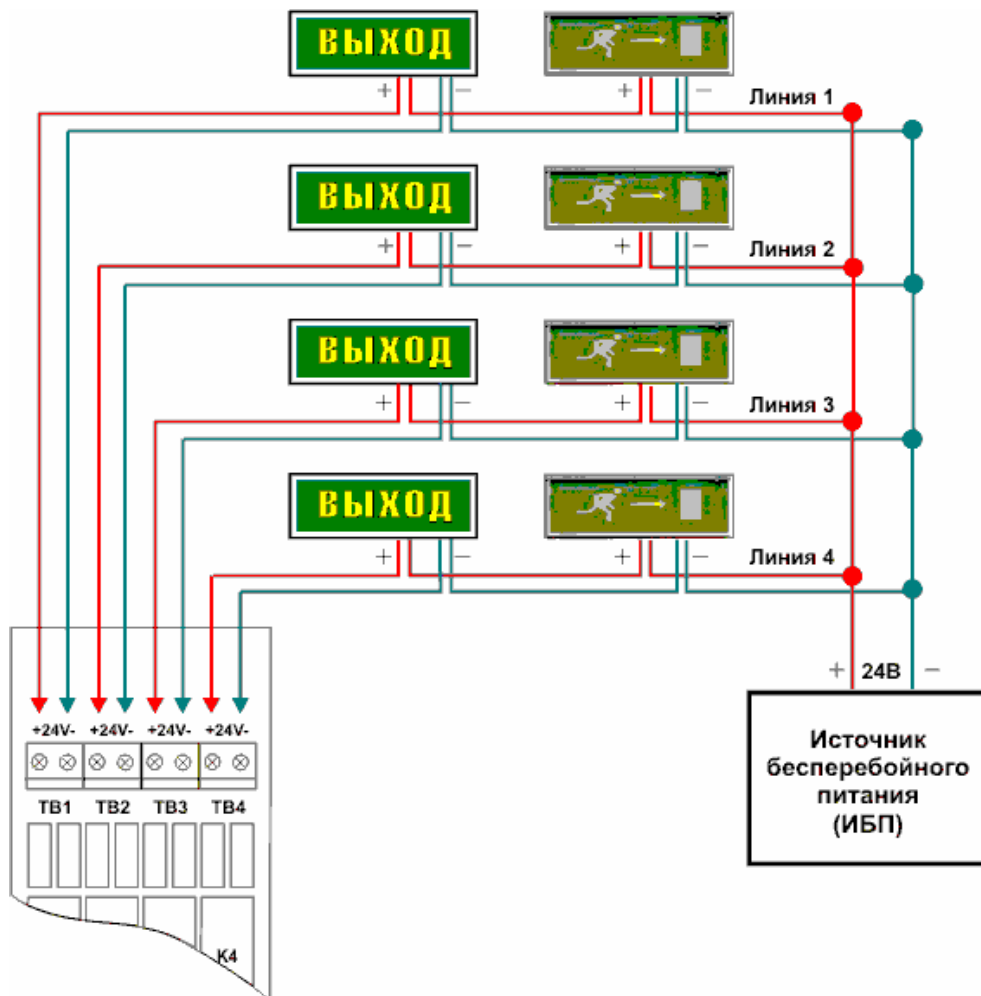 ВЫХОД
+ − + −
Линия 1
ВЫХОД
+ − + −
Линия 2
ВЫХОД
+ − + −
Линия 3
ВЫХОД
+ − + −
Линия 4
+ 24В −
+24V- +24V- +24V- +24V-
TB1 TB2 TB3 TB4
K4
Источник
бесперебойного
питания
(ИБП)